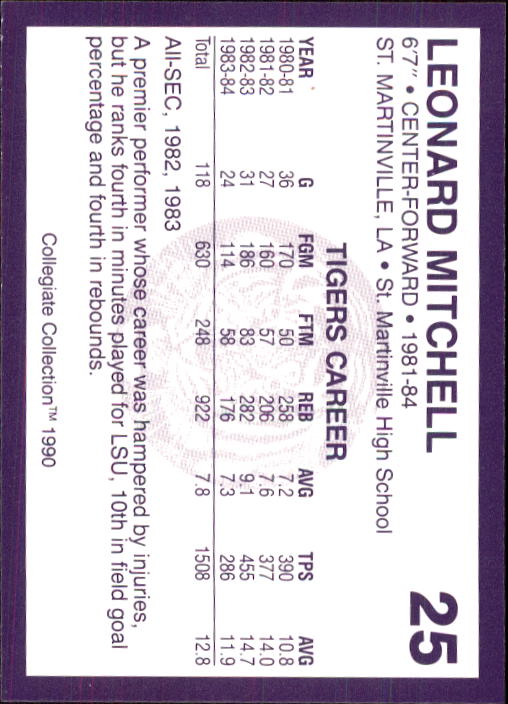 LEONARD MITCHELL 25
6'7" • CENTER-FORWARD • 1981-84
ST. MARTINVILLE, LA • St. Martinville High School
TIGERS CAREER
YEAR G FGM FTM REB AVG TPS AVG
1980-81 36 170 50 258 7.2 390 10.8
1981-82 27 160 57 206 7.6 377 14.0
1982-83 31 186 83 282 9.1 455 14.7
1983-84 24 114 58 176 7.3 286 11.9
Total 118 630 248 922 7.8 1508 12.8
All-SEC, 1982, 1983
A premier performer whose career was hampered by injuries,
but he ranks fourth in minutes played for LSU, 10th in field goal
percentage and fourth in rebounds.
Collegiate Collection™ 1990